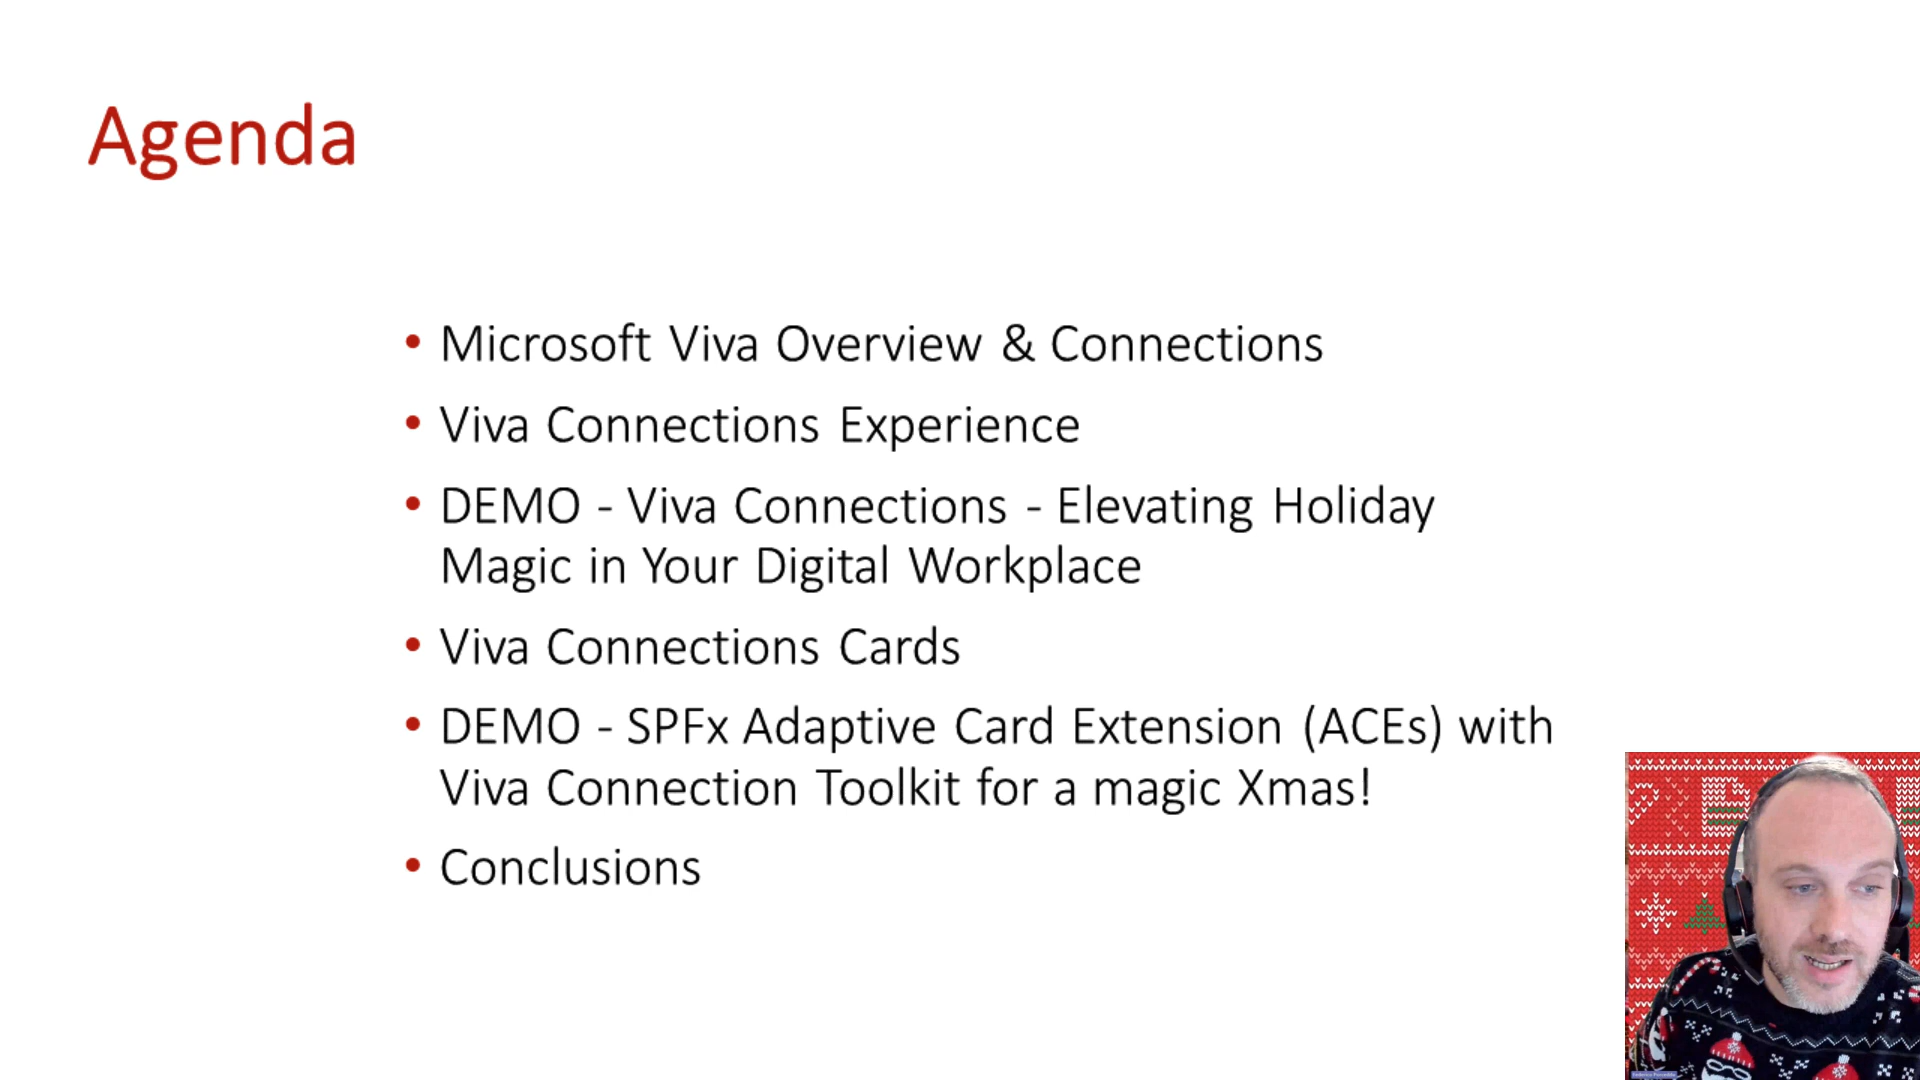 Agenda
• Microsoft Viva Overview & Connections
• Viva Connections Experience
• DEMO - Viva Connections - Elevating Holiday
Magic in Your Digital Workplace
• Viva Connections Cards
• DEMO - SPFx Adaptive Card Extension (ACEs) with
Viva Connection Toolkit for a magic Xmas!
• Conclusions